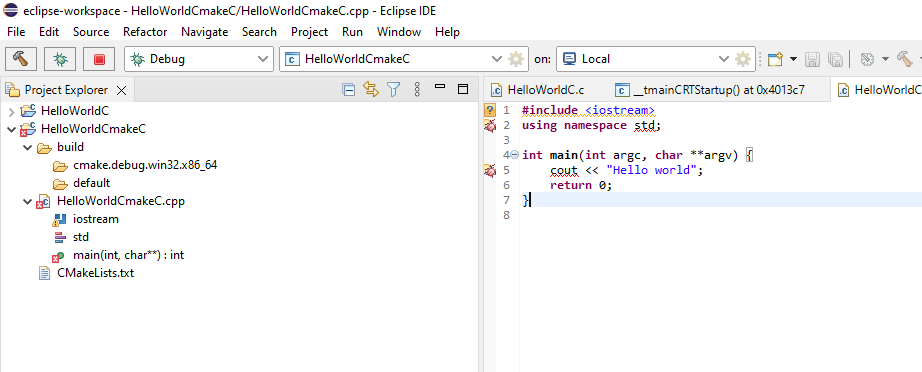 eclipse-workspace - HelloWorldCmakeC/HelloWorldCmakeC.cpp - Eclipse IDE
File Edit Source Refactor Navigate Search Project Run Window Help
Debug HelloWorldCmakeC on: Local
Project Explorer
HelloWorldC
HelloWorldCmakeC
build
cmake.debug.win32.x86_64
default
HelloWorldCmakeC.cpp
iostream
std
main(int, char**) : int
CMakeLists.txt
HelloWorldC.c __tmainCRTStartup() at 0x4013c7 HelloWorldC
1 #include <iostream>
2 using namespace std;
3
4 int main(int argc, char **argv) {
5 cout << "Hello world";
6 return 0;
7 }
8